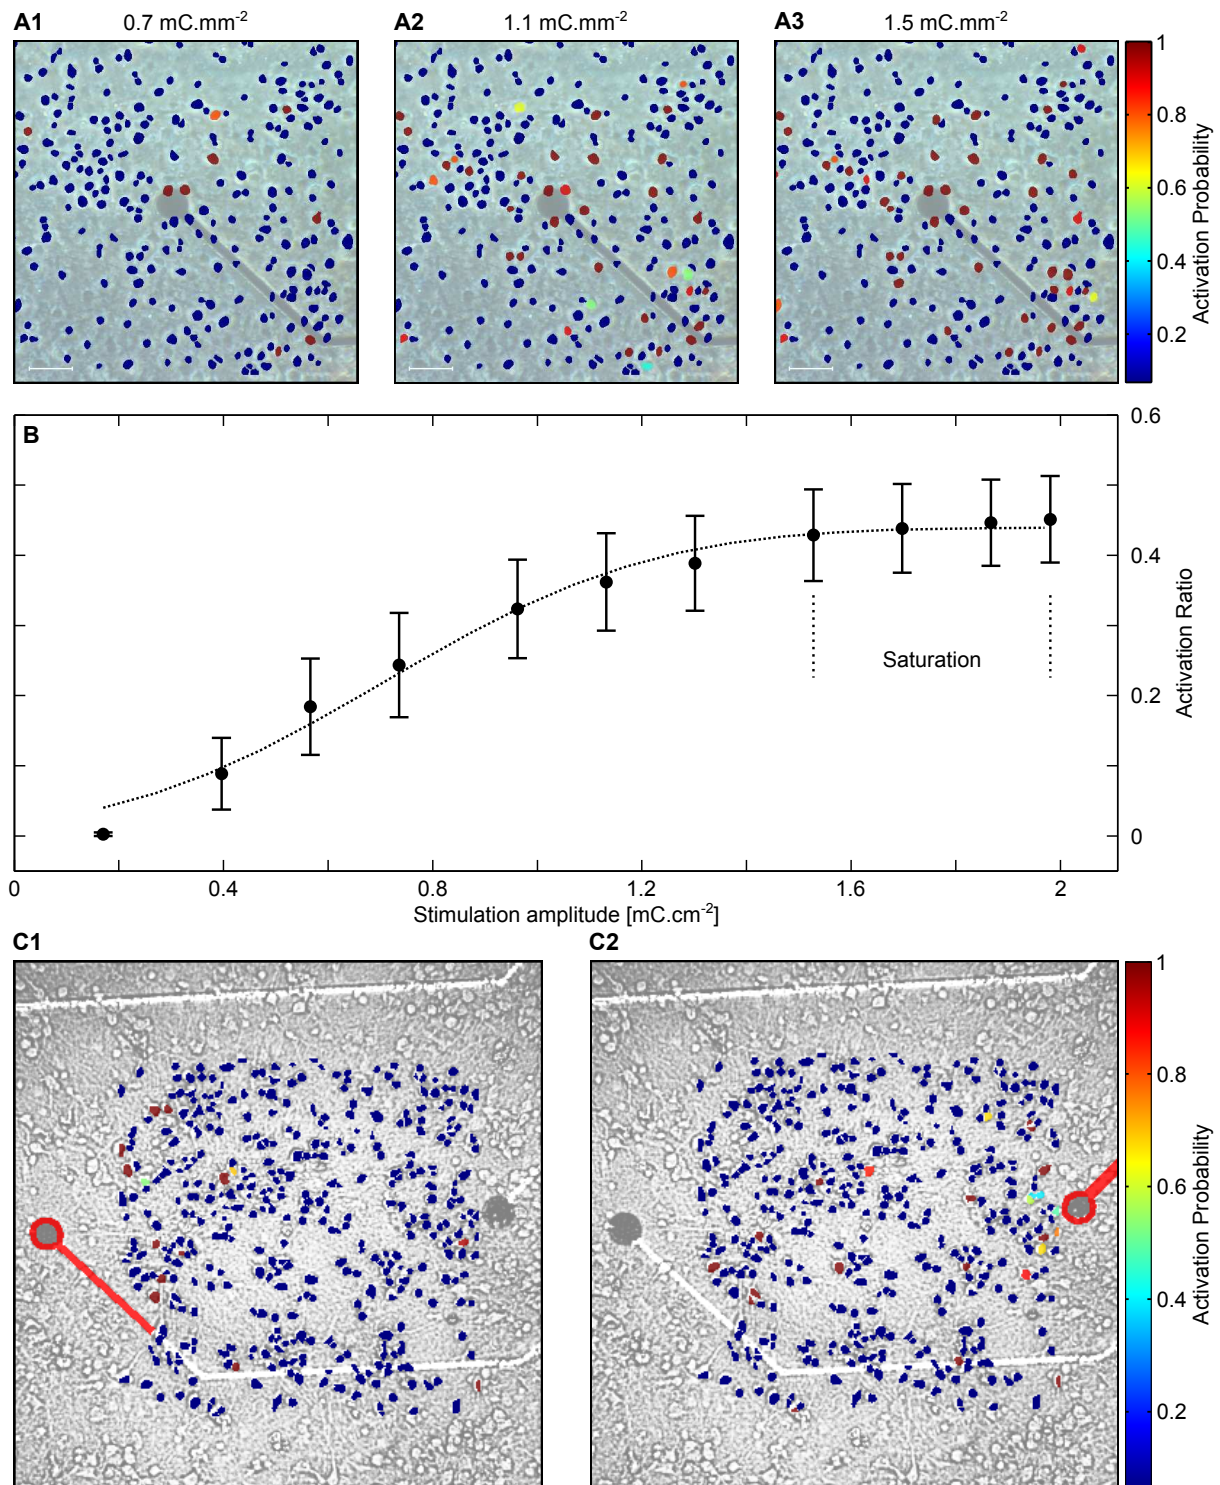 A1 0.7 mC.mm-2 A2 1.1 mC.mm-2 A3 1.5 mC.mm-2
1
0.8
0.6
0.4
0.2
Activation Probability
B
0.6
0.4
0.2
0
Activation Ratio
Saturation
0 0.4 0.8 1.2 1.6 2
Stimulation amplitude [mC.cm-2]
C1 C2
1
0.8
0.6
0.4
0.2
Activation Probability